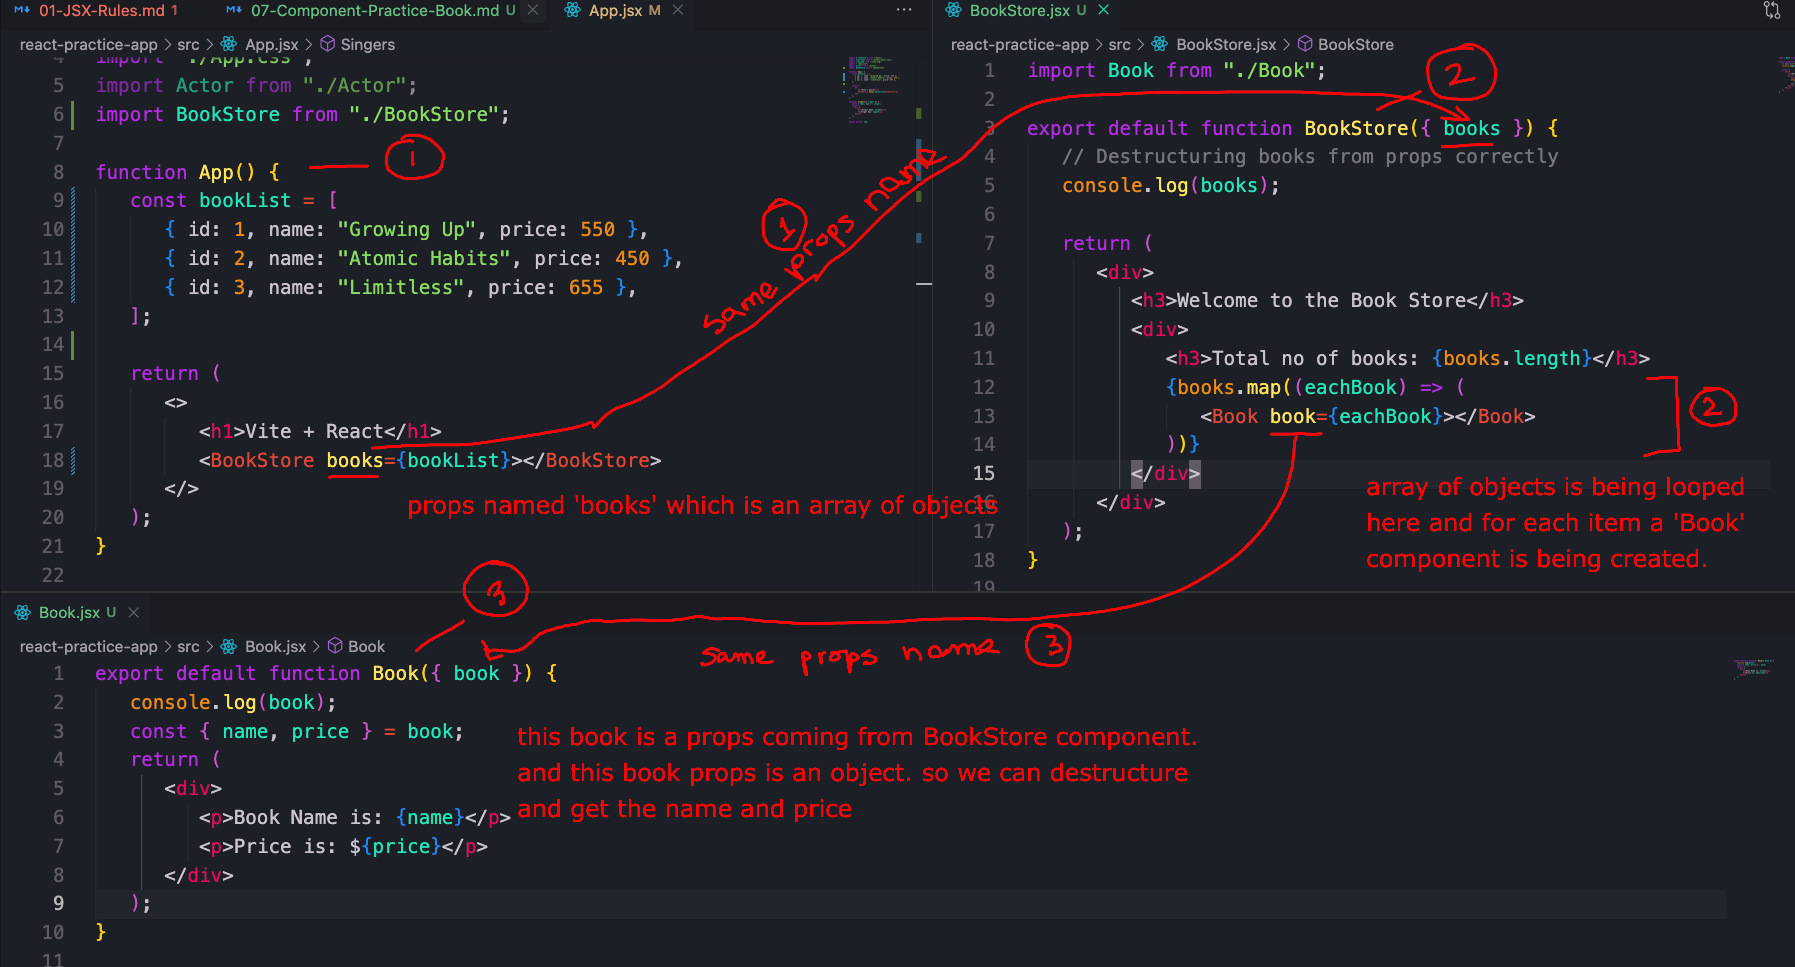 01-JSX-Rules.md 1
07-Component-Practice-Book.md U
App.jsx M
react-practice-app > src > App.jsx > Singers
4 import "./App.css";
5 import Actor from "./Actor";
6 import BookStore from "./BookStore";
7
8 function App() {
9 const bookList = [
10 { id: 1, name: "Growing Up", price: 550 },
11 { id: 2, name: "Atomic Habits", price: 450 },
12 { id: 3, name: "Limitless", price: 655 },
13 ];
14
15 return (
16 <>
17 <h1>Vite + React</h1>
18 <BookStore books={bookList}></BookStore>
19 </>
20 );
21 }
22
1
1
same props name
props named 'books' which is an array of objects
BookStore.jsx U
react-practice-app > src > BookStore.jsx > BookStore
1 import Book from "./Book";
2
3 export default function BookStore({ books }) {
4 // Destructuring books from props correctly
5 console.log(books);
6
7 return (
8 <div>
9 <h3>Welcome to the Book Store</h3>
10 <div>
11 <h3>Total no of books: {books.length}</h3>
12 {books.map((eachBook) => (
13 <Book book={eachBook}></Book>
14 ))}
15 </div>
16 </div>
17 );
18 }
19
2
2
array of objects is being looped
here and for each item a 'Book'
component is being created.
Book.jsx U
react-practice-app > src > Book.jsx > Book
1 export default function Book({ book }) {
2 console.log(book);
3 const { name, price } = book;
4 return (
5 <div>
6 <p>Book Name is: {name}</p>
7 <p>Price is: ${price}</p>
8 </div>
9 );
10 }
11
3
same props name 3
this book is a props coming from BookStore component.
and this book props is an object. so we can destructure
and get the name and price